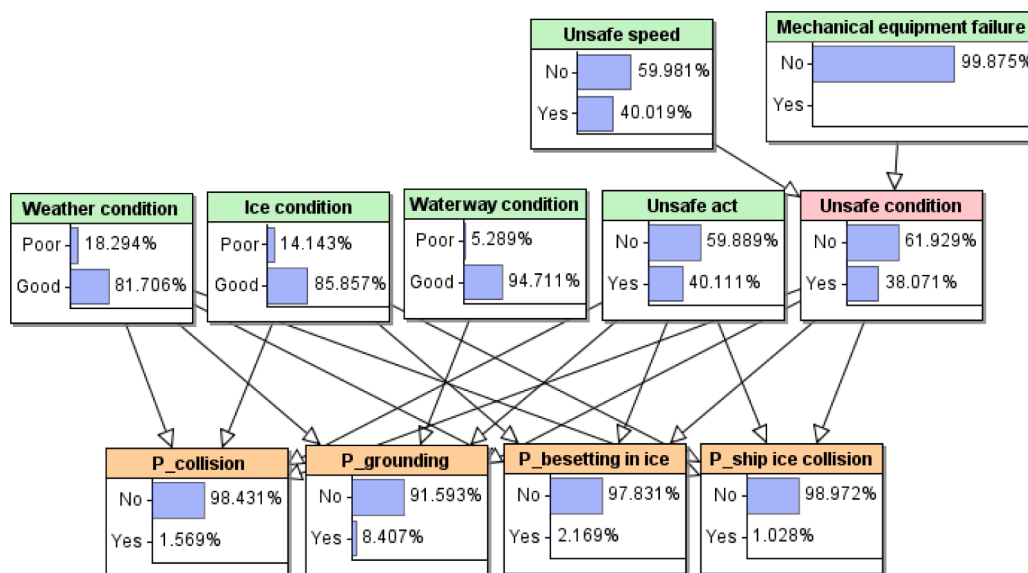 Unsafe speed
No 59.981%
Yes 40.019%
Mechanical equipment failure
No 99.875%
Yes
Weather condition
Poor 18.294%
Good 81.706%
Ice condition
Poor 14.143%
Good 85.857%
Waterway condition
Poor 5.289%
Good 94.711%
Unsafe act
No 59.889%
Yes 40.111%
Unsafe condition
No 61.929%
Yes 38.071%
P_collision
No 98.431%
Yes 1.569%
P_grounding
No 91.593%
Yes 8.407%
P_besetting in ice
No 97.831%
Yes 2.169%
P_ship ice collision
No 98.972%
Yes 1.028%